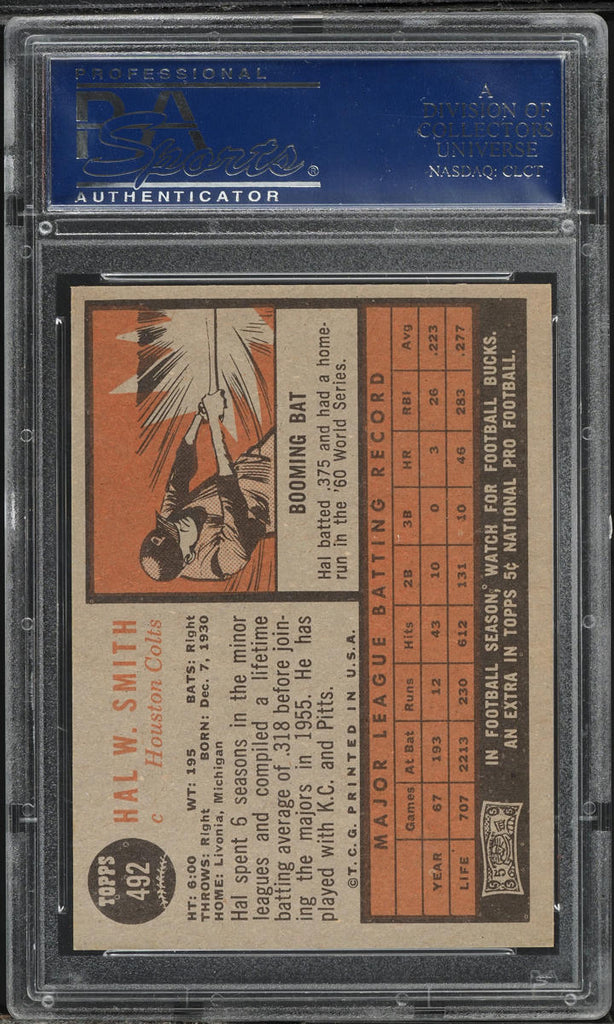 PROFESSIONAL
PSA
Sports®
AUTHENTICATOR
A
DIVISION OF
COLLECTORS
UNIVERSE
NASDAQ: CLCT
TOPPS
492
HAL W. SMITH
c Houston Colts
HT: 6:00 WT: 195 BATS: Right
THROWS: Right BORN: Dec. 7, 1930
HOME: Livonia, Michigan
Hal spent 6 seasons in the minor
leagues and compiled a lifetime
batting average of .318 before join-
ing the majors in 1955. He has
played with K.C. and Pitts.
©T.C.G. PRINTED IN U.S.A.
BOOMING BAT
Hal batted .375 and had a home-
run in the '60 World Series.
MAJOR LEAGUE BATTING RECORD
Games At Bat Runs Hits 2B 3B HR RBI Avg
YEAR 67 193 12 43 10 0 3 26 .223
LIFE 707 2213 230 612 131 10 46 283 .277
5
IN FOOTBALL SEASON, WATCH FOR FOOTBALL BUCKS.
AN EXTRA IN TOPPS 5¢ NATIONAL PRO FOOTBALL.